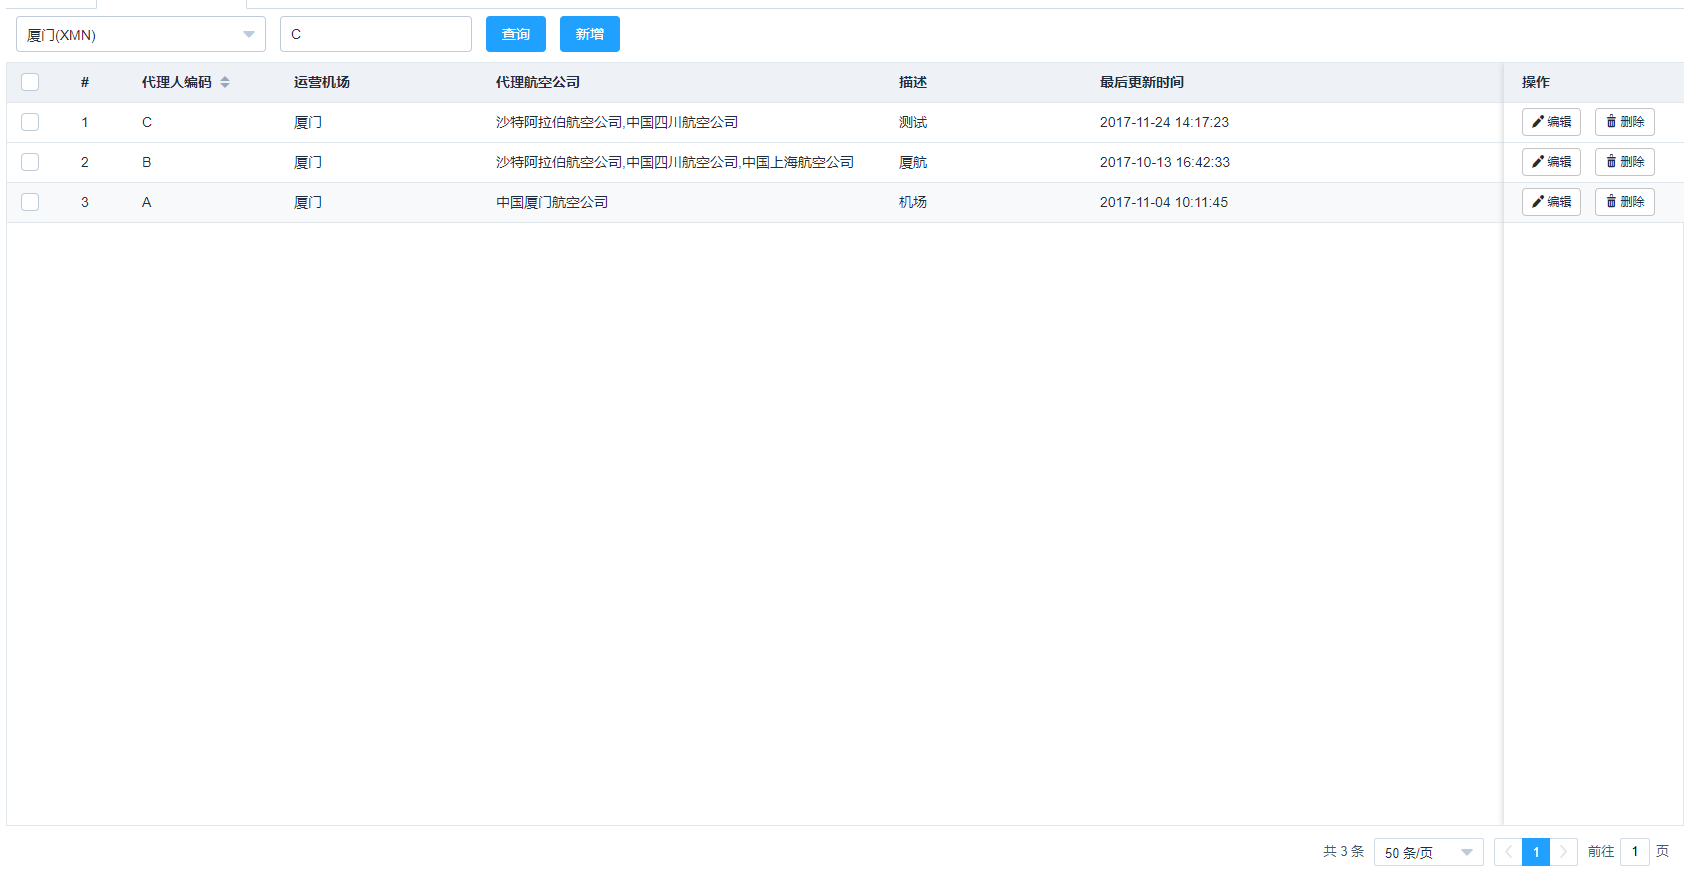 厦门(XMN) C 查询 新增
# 代理人编码 运营机场 代理航空公司 描述 最后更新时间 操作
1 C 厦门 沙特阿拉伯航空公司,中国四川航空公司 测试 2017-11-24 14:17:23 编辑 删除
2 B 厦门 沙特阿拉伯航空公司,中国四川航空公司,中国上海航空公司 厦航 2017-10-13 16:42:33 编辑 删除
3 A 厦门 中国厦门航空公司 机场 2017-11-04 10:11:45 编辑 删除
共 3 条 50 条/页 1 前往 1 页